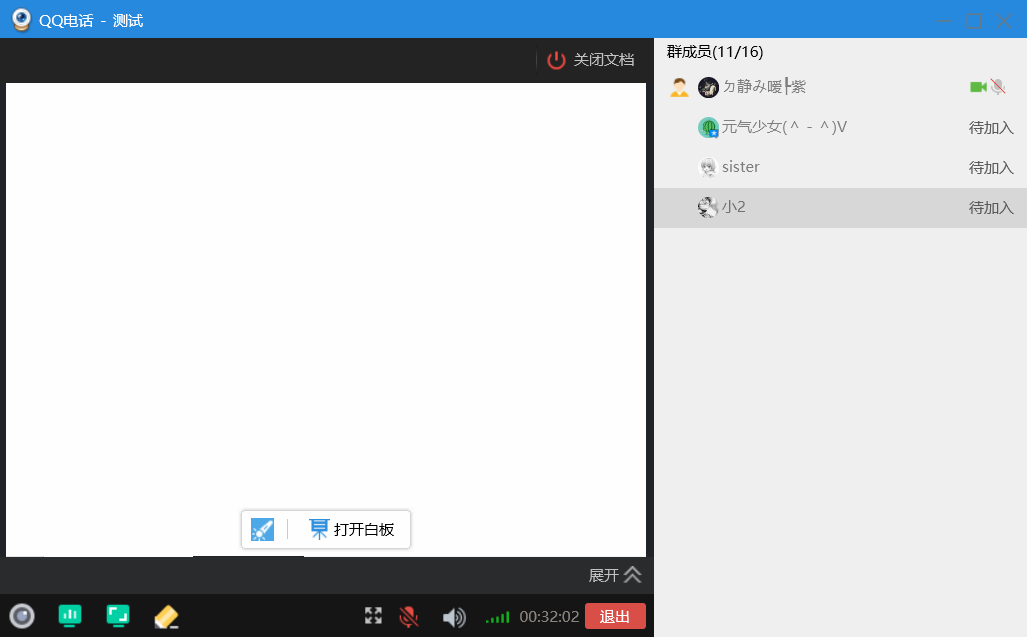 QQ电话 - 测试
关闭文档
打开白板
展开
00:32:02 退出
群成员(11/16)
ㄉ静み嗳┞紫
元气少女(＾－＾)V 待加入
sister 待加入
小2 待加入